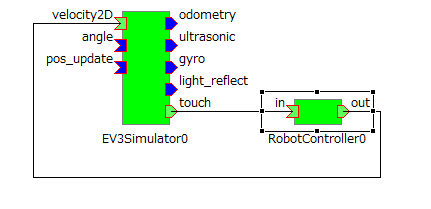 velocity2D
angle
pos_update
odometry
ultrasonic
gyro
light_reflect
touch
EV3Simulator0
in
out
RobotController0